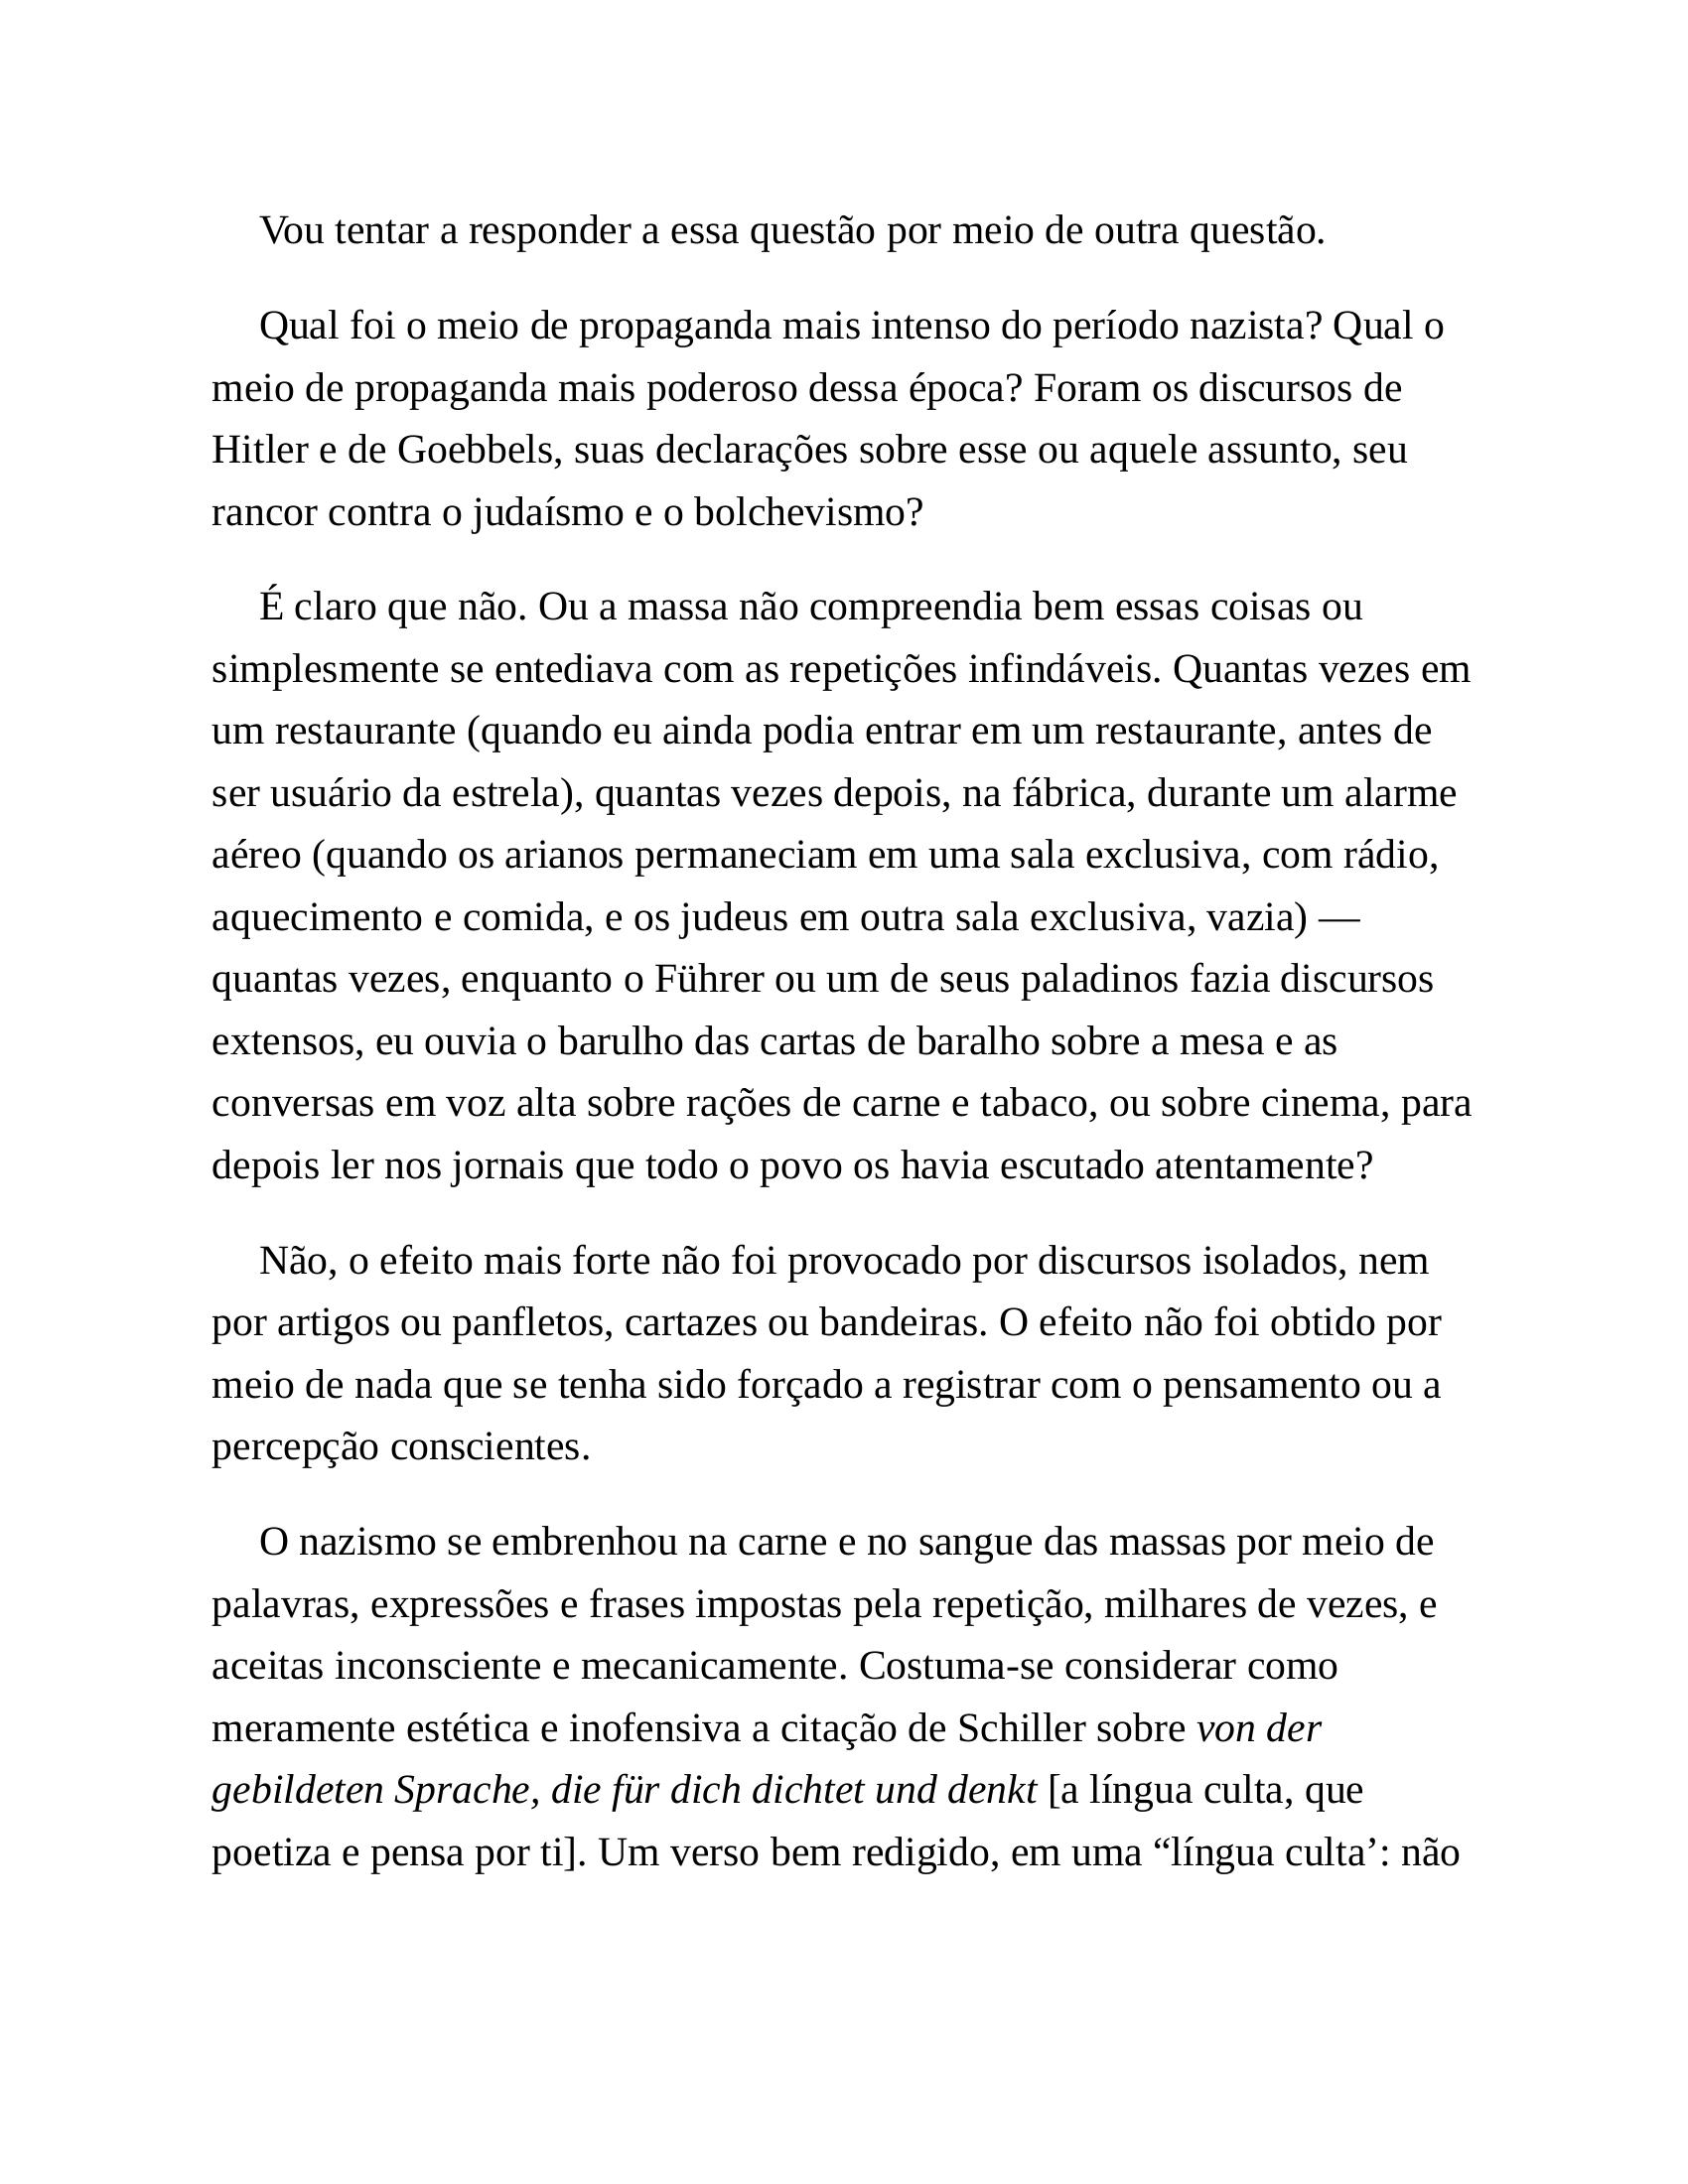 Vou tentar a responder a essa questão por meio de outra questão.
Qual foi o meio de propaganda mais intenso do período nazista? Qual o
meio de propaganda mais poderoso dessa época? Foram os discursos de
Hitler e de Goebbels, suas declarações sobre esse ou aquele assunto, seu
rancor contra o judaísmo e o bolchevismo?
É claro que não. Ou a massa não compreendia bem essas coisas ou
simplesmente se entediava com as repetições infindáveis. Quantas vezes em
um restaurante (quando eu ainda podia entrar em um restaurante, antes de
ser usuário da estrela), quantas vezes depois, na fábrica, durante um alarme
aéreo (quando os arianos permaneciam em uma sala exclusiva, com rádio,
aquecimento e comida, e os judeus em outra sala exclusiva, vazia) —
quantas vezes, enquanto o Führer ou um de seus paladinos fazia discursos
extensos, eu ouvia o barulho das cartas de baralho sobre a mesa e as
conversas em voz alta sobre rações de carne e tabaco, ou sobre cinema, para
depois ler nos jornais que todo o povo os havia escutado atentamente?
Não, o efeito mais forte não foi provocado por discursos isolados, nem
por artigos ou panfletos, cartazes ou bandeiras. O efeito não foi obtido por
meio de nada que se tenha sido forçado a registrar com o pensamento ou a
percepção conscientes.
O nazismo se embrenhou na carne e no sangue das massas por meio de
palavras, expressões e frases impostas pela repetição, milhares de vezes, e
aceitas inconsciente e mecanicamente. Costuma-se considerar como
meramente estética e inofensiva a citação de Schiller sobre von der
gebildeten Sprache, die für dich dichtet und denkt [a língua culta, que
poetiza e pensa por ti]. Um verso bem redigido, em uma “língua culta’: não